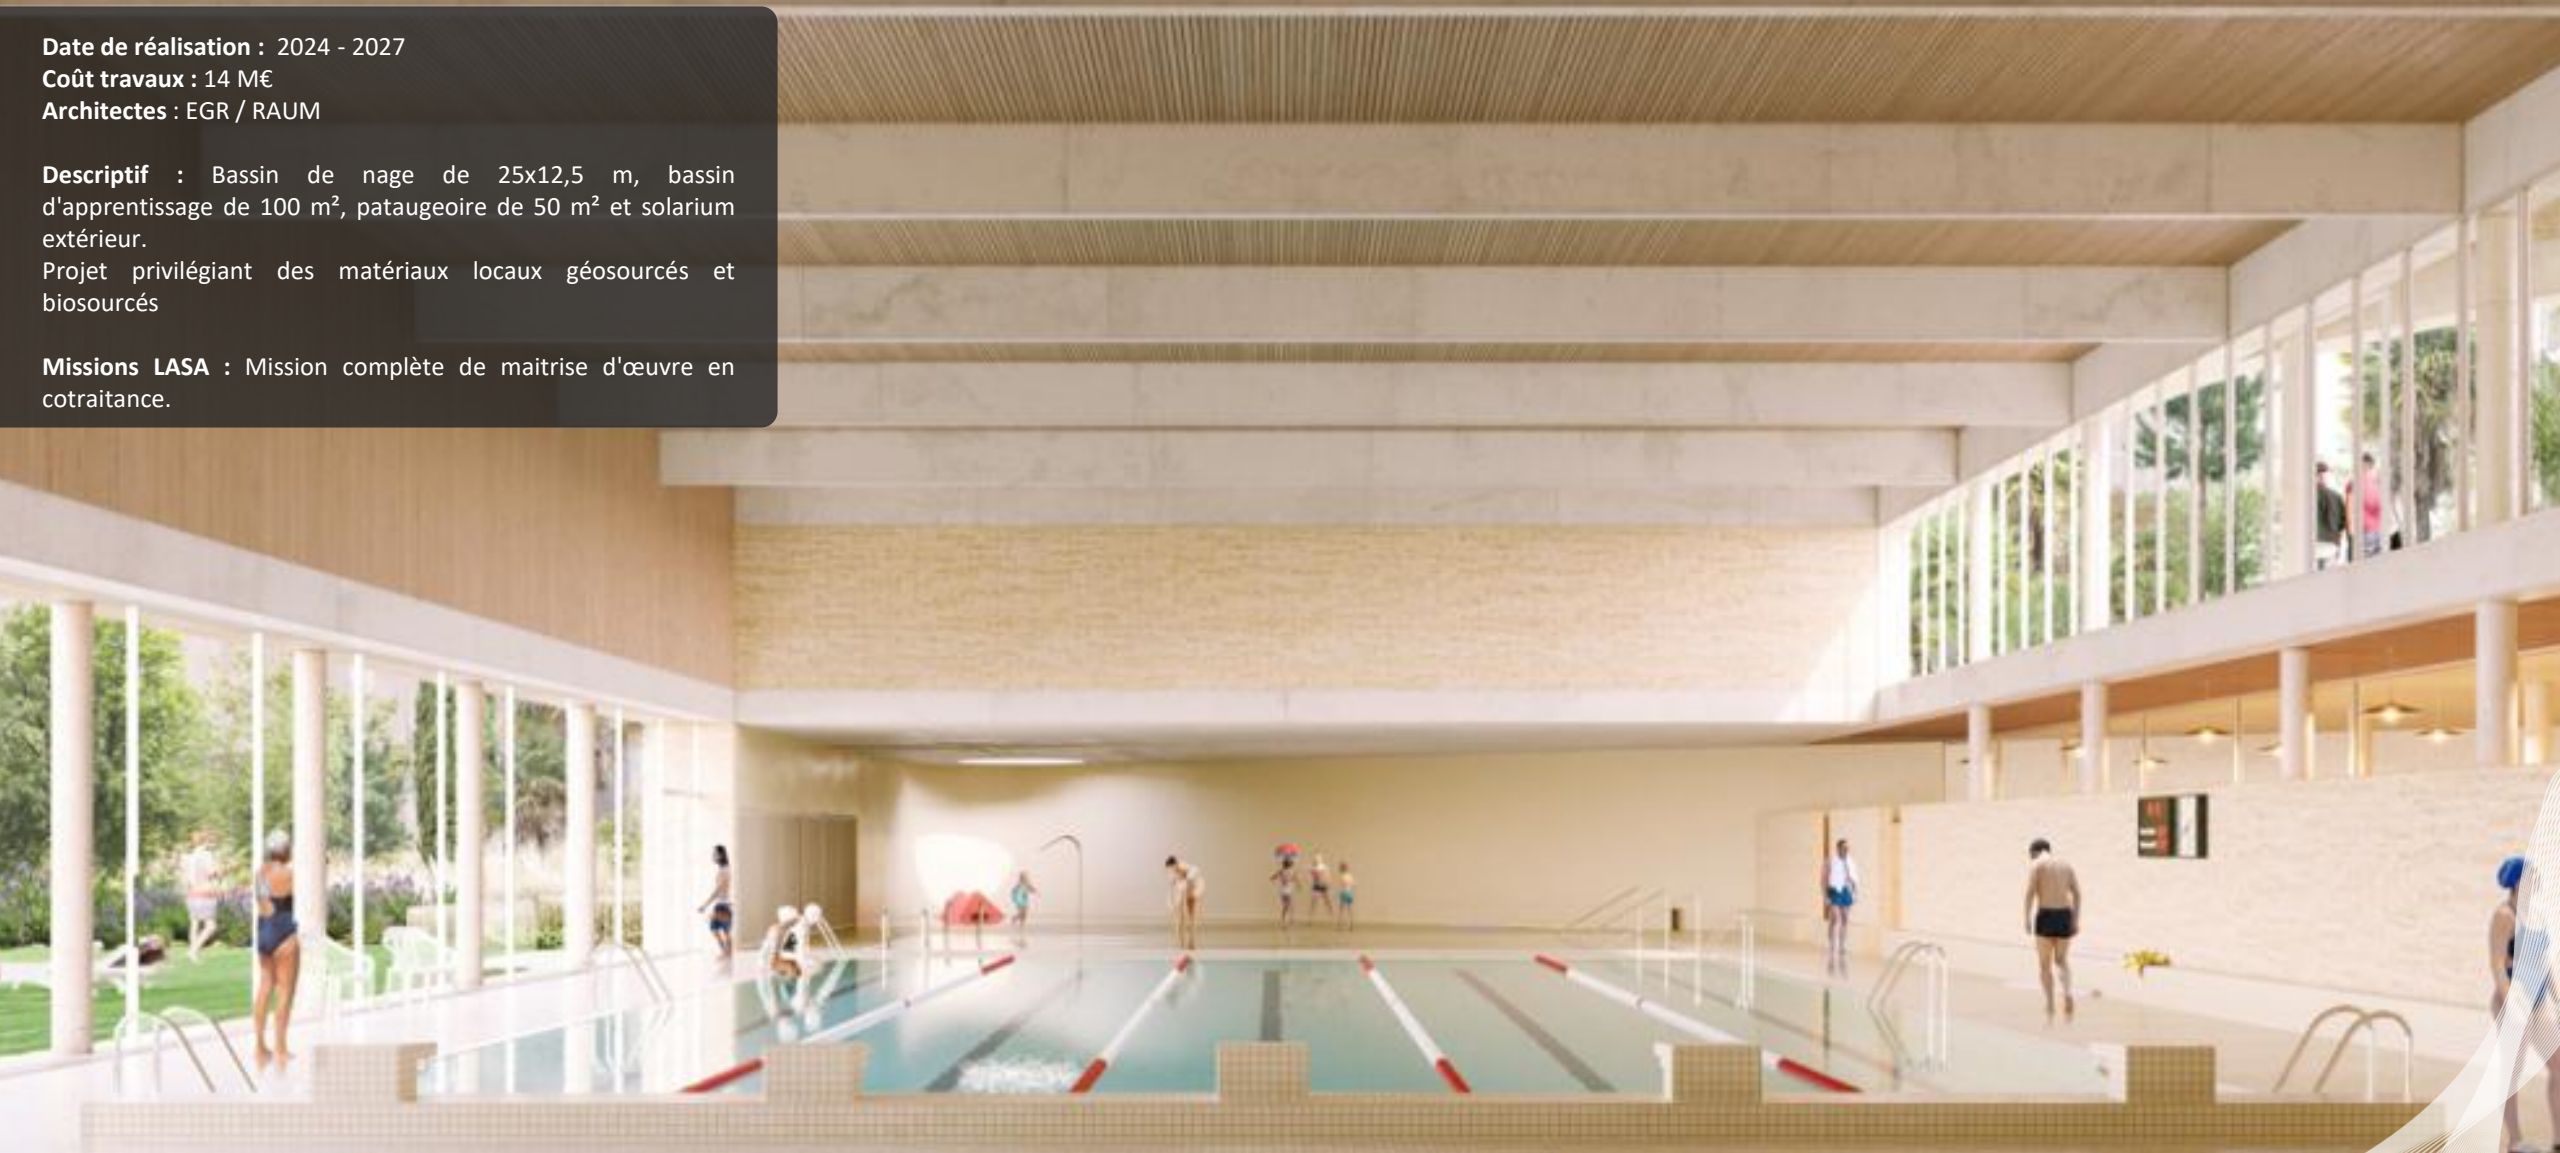 Date de réalisation : 2024 - 2027
Coût travaux : 14 M€
Architectes : EGR / RAUM
Descriptif : Bassin de nage de 25x12,5 m, bassin
d'apprentissage de 100 m², pataugeoire de 50 m² et solarium
extérieur.
Projet privilégiant des matériaux locaux géosourcés et
biosourcés
Missions LASA : Mission complète de maitrise d'œuvre en
cotraitance.